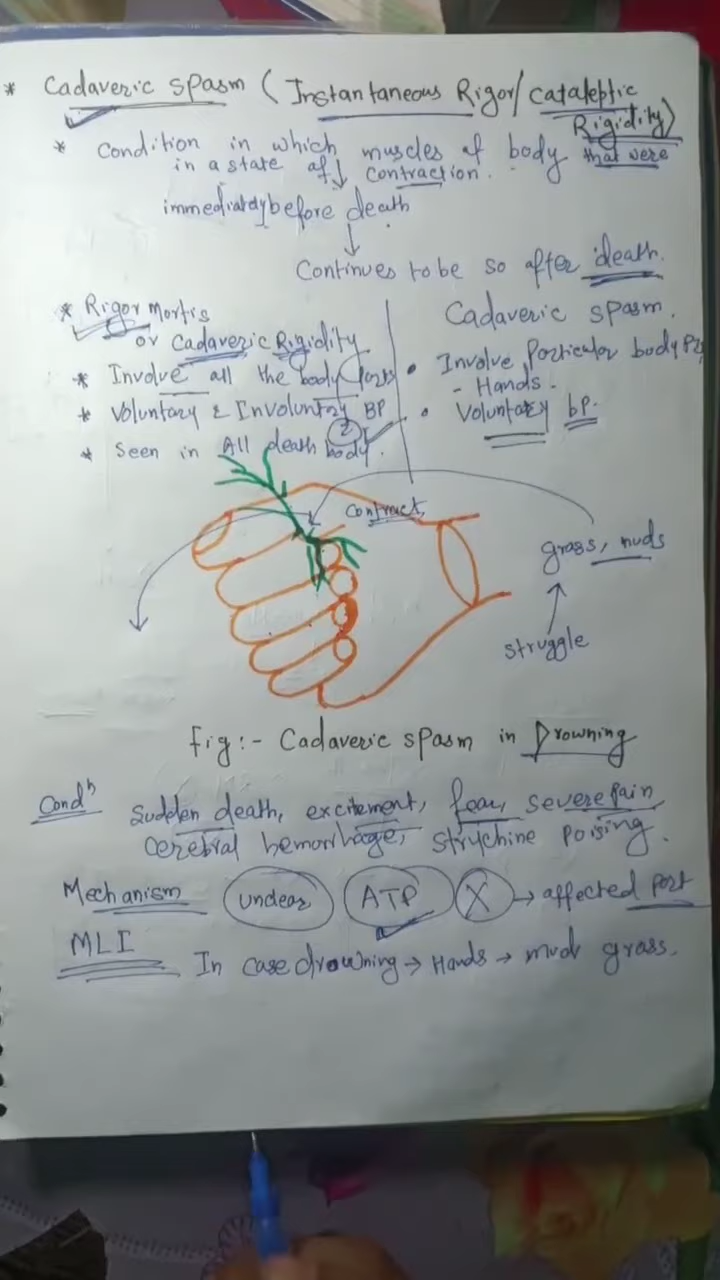 * Cadaveric spasm ( Instantaneous Rigor/ cataleptic
Rigidity)
* Condition in which muscles of body that were
in a state of contraction.
immediately before death
Continues to be so after death.
* Rigor mortis
or Cadaveric Rigidity
* Involve all the body parts
* Voluntary & Involuntry BP
* Seen in All death body.
2
Cadaveric spasm.
• Involve Particular body
- Hands -
• Voluntary bp.
Contract,
grass, muds
struggle
Fig:- Cadaveric spasm in Drowning
Condn Sudden death, excitement, fear, severe pain
cerebral hemorrhage, strychine poising.
Mechanism unclear ATP X → affected Part
MLI
In case drowning → Hands → mud grass.